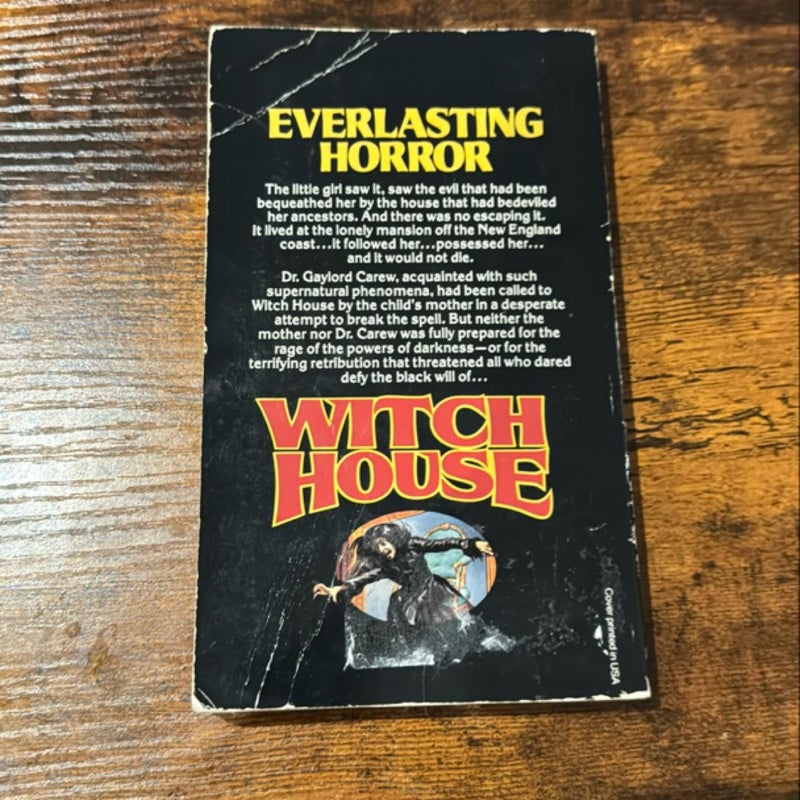 EVERLASTING
HORROR
The little girl saw it, saw the evil that had been
bequeathed her by the house that had bedeviled
her ancestors. And there was no escaping it.
It lived at the lonely mansion off the New England
coast...it followed her...possessed her...
and it would not die.
Dr. Gaylord Carew, acquainted with such
supernatural phenomena, had been called to
Witch House by the child's mother in a desperate
attempt to break the spell. But neither the
mother nor Dr. Carew was fully prepared for the
rage of the powers of darkness—or for the
terrifying retribution that threatened all who dared
defy the black will of...
WITCH
HOUSE
Cover printed in USA